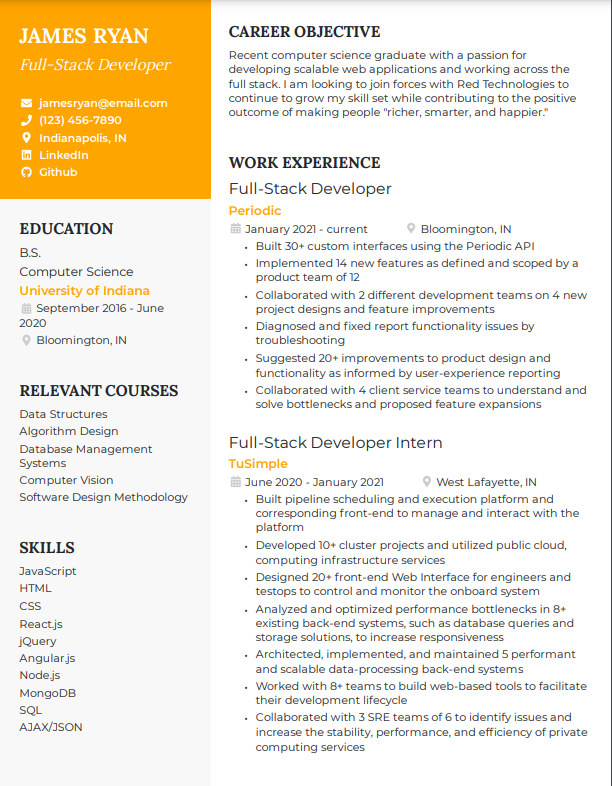 JAMES RYAN
Full-Stack Developer
jamesryan@email.com
(123) 456-7890
Indianapolis, IN
LinkedIn
Github
EDUCATION
B.S.
Computer Science
University of Indiana
September 2016 - June
2020
Bloomington, IN
RELEVANT COURSES
Data Structures
Algorithm Design
Database Management
Systems
Computer Vision
Software Design Methodology
SKILLS
JavaScript
HTML
CSS
React.js
jQuery
Angular.js
Node.js
MongoDB
SQL
AJAX/JSON
CAREER OBJECTIVE
Recent computer science graduate with a passion for
developing scalable web applications and working across the
full stack. I am looking to join forces with Red Technologies to
continue to grow my skill set while contributing to the positive
outcome of making people "richer, smarter, and happier."
WORK EXPERIENCE
Full-Stack Developer
Periodic
January 2021 - current Bloomington, IN
• Built 30+ custom interfaces using the Periodic API
• Implemented 14 new features as defined and scoped by a
product team of 12
• Collaborated with 2 different development teams on 4 new
project designs and feature improvements
• Diagnosed and fixed report functionality issues by
troubleshooting
• Suggested 20+ improvements to product design and
functionality as informed by user-experience reporting
• Collaborated with 4 client service teams to understand and
solve bottlenecks and proposed feature expansions
Full-Stack Developer Intern
TuSimple
June 2020 - January 2021 West Lafayette, IN
• Built pipeline scheduling and execution platform and
corresponding front-end to manage and interact with the
platform
• Developed 10+ cluster projects and utilized public cloud,
computing infrastructure services
• Designed 20+ front-end Web Interface for engineers and
testops to control and monitor the onboard system
• Analyzed and optimized performance bottlenecks in 8+
existing back-end systems, such as database queries and
storage solutions, to increase responsiveness
• Architected, implemented, and maintained 5 performant
and scalable data-processing back-end systems
• Worked with 8+ teams to build web-based tools to facilitate
their development lifecycle
• Collaborated with 3 SRE teams of 6 to identify issues and
increase the stability, performance, and efficiency of private
computing services